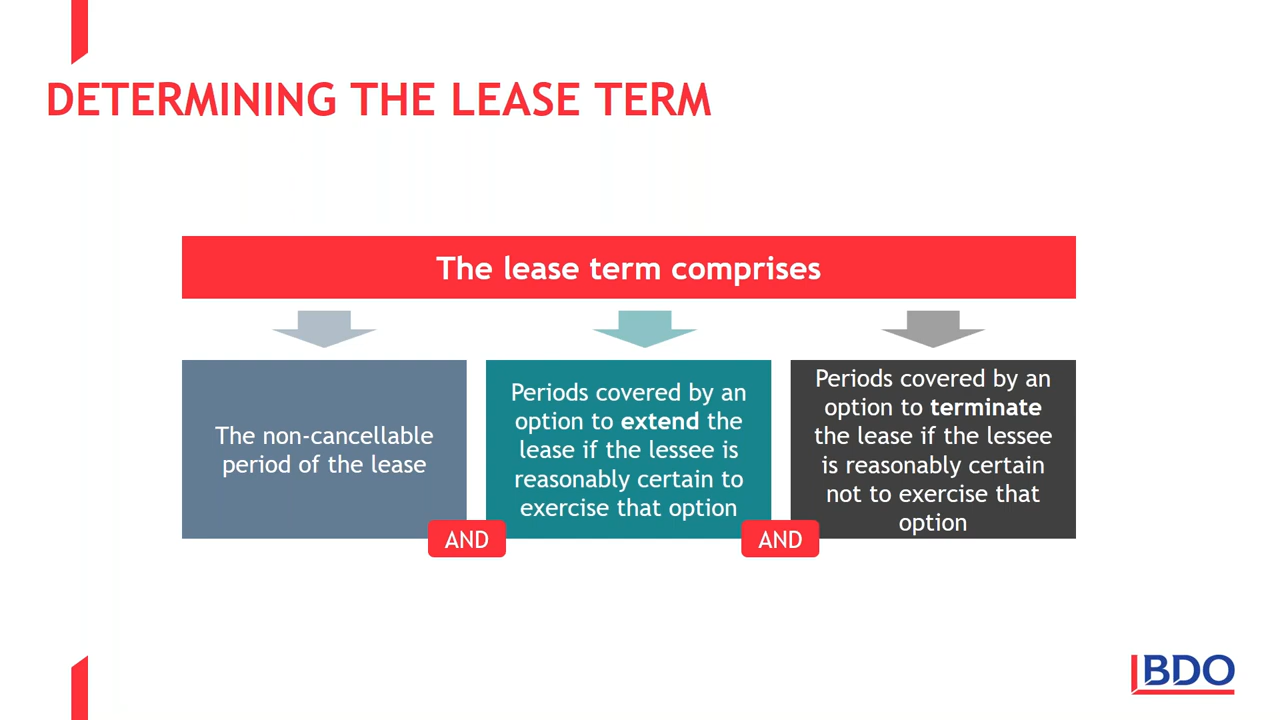 DETERMINING THE LEASE TERM
The lease term comprises
The non-cancellable
period of the lease
AND
Periods covered by an
option to extend the
lease if the lessee is
reasonably certain to
exercise that option
AND
Periods covered by an
option to terminate
the lease if the lessee
is reasonably certain
not to exercise that
option
BDO